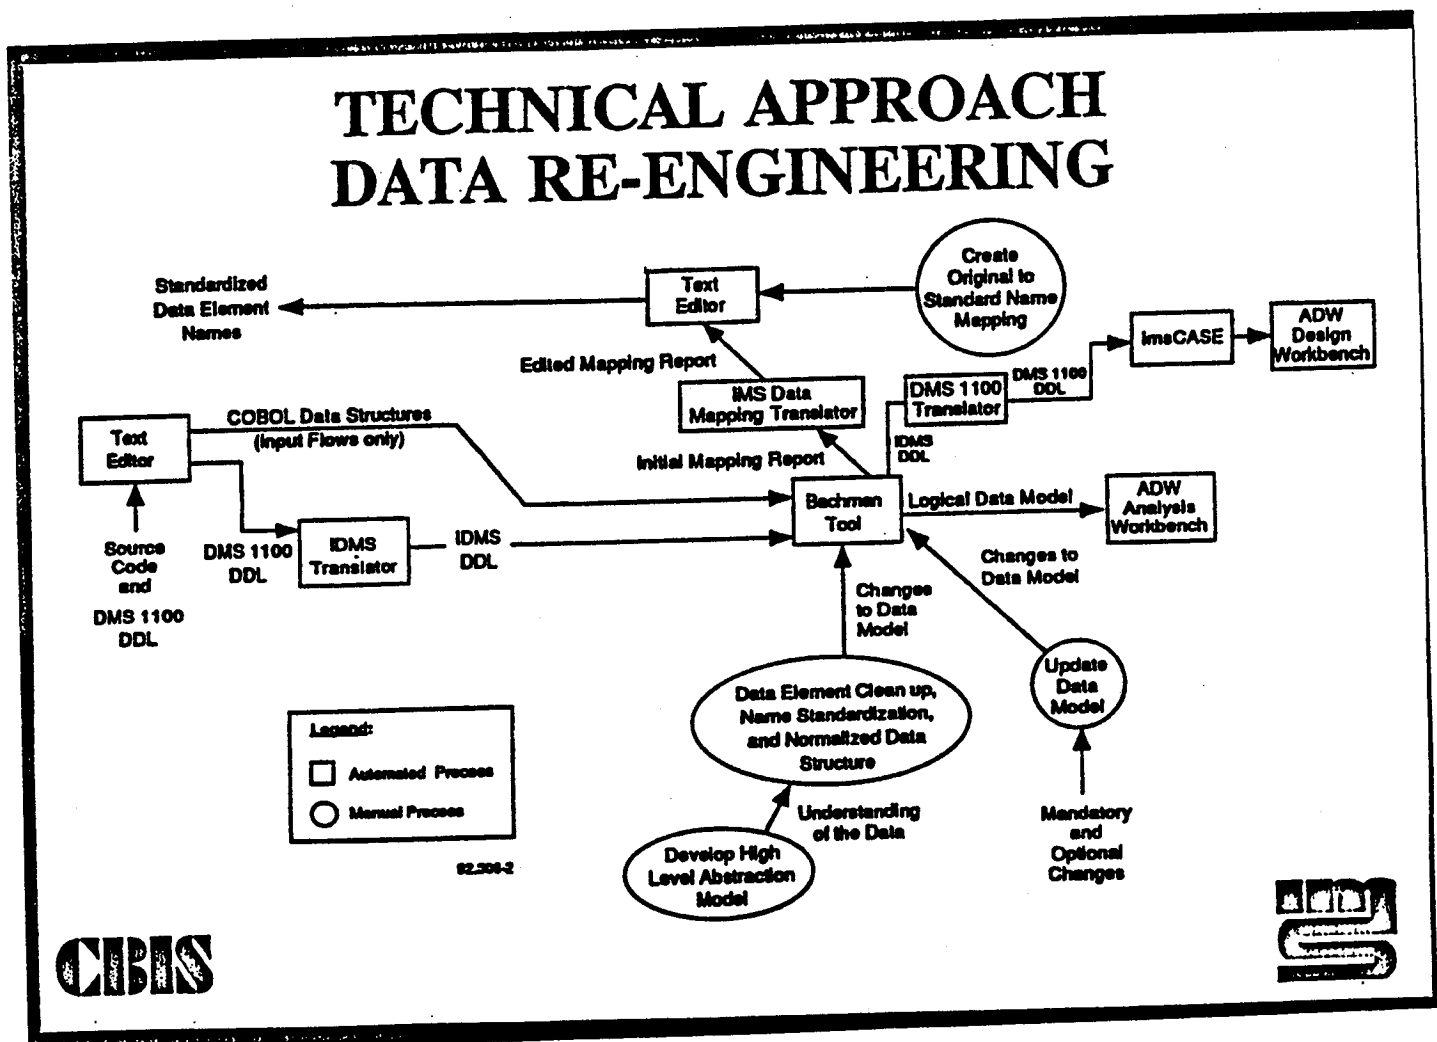 TECHNICAL APPROACH
DATA RE-ENGINEERING
Standardized
Data Element
Names
Text
Editor
Create
Original to
Standard Name
Mapping
Edited Mapping Report
imsCASE
ADW
Design
Workbench
IMS Data
Mapping Translator
DMS 1100
Translator
DMS 1100
DDL
COBOL Data Structures
(Input Flows only)
Text
Editor
Initial Mapping Report
IDMS
DDL
Bachman
Tool
Logical Data Model
ADW
Analysis
Workbench
Source
Code
and
DMS 1100
DDL
DMS 1100
DDL
IDMS
Translator
IDMS
DDL
Changes to
Data Model
Changes
to Data
Model
Update
Data
Model
Data Element Clean up,
Name Standardization,
and Normalized Data
Structure
Legend:
Automated Process
Manual Process
Understanding
of the Data
Mandatory
and
Optional
Changes
Develop High
Level Abstraction
Model
CBIS
ims